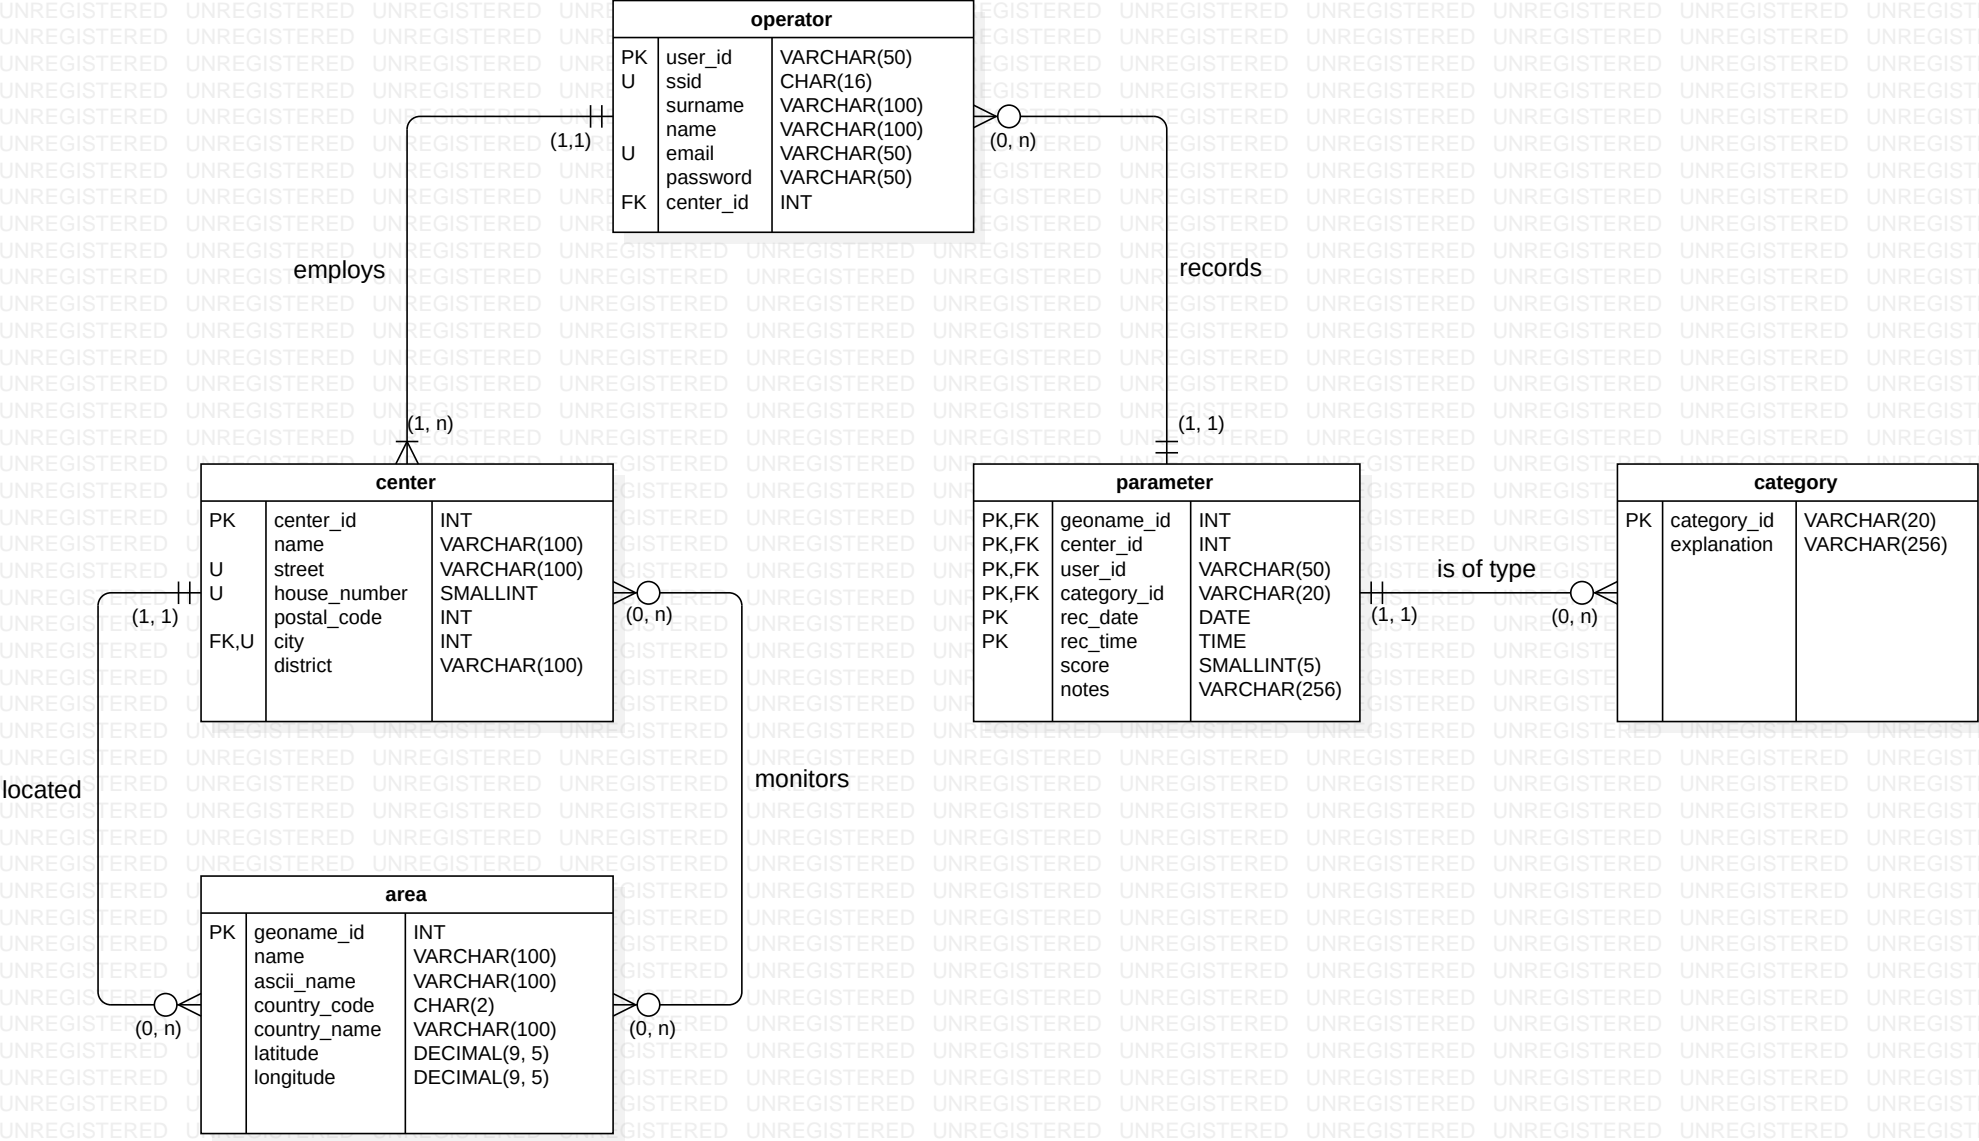 operator
PK user_id VARCHAR(50)
U ssid CHAR(16)
surname VARCHAR(100)
name VARCHAR(100)
U email VARCHAR(50)
password VARCHAR(50)
FK center_id INT
(1,1)
(0, n)
employs
records
(1, n)
(1, 1)
center
PK center_id INT
name VARCHAR(100)
U street VARCHAR(100)
U house_number SMALLINT
postal_code INT
FK,U city INT
district VARCHAR(100)
(1, 1)
(0, n)
parameter
PK,FK geoname_id INT
PK,FK center_id INT
PK,FK user_id VARCHAR(50)
PK,FK category_id VARCHAR(20)
PK rec_date DATE
PK rec_time TIME
score SMALLINT(5)
notes VARCHAR(256)
is of type
(1, 1)
(0, n)
category
PK category_id VARCHAR(20)
explanation VARCHAR(256)
located
monitors
area
PK geoname_id INT
name VARCHAR(100)
ascii_name VARCHAR(100)
country_code CHAR(2)
country_name VARCHAR(100)
latitude DECIMAL(9, 5)
longitude DECIMAL(9, 5)
(0, n)
(0, n)
UNREGISTERED